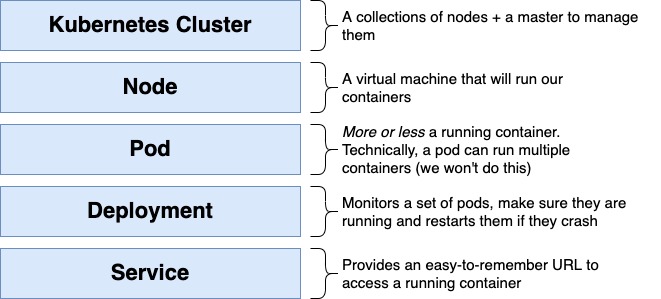 Kubernetes Cluster
A collections of nodes + a master to manage
them
Node
A virtual machine that will run our
containers
Pod
More or less a running container.
Technically, a pod can run multiple
containers (we won't do this)
Deployment
Monitors a set of pods, make sure they are
running and restarts them if they crash
Service
Provides an easy-to-remember URL to
access a running container